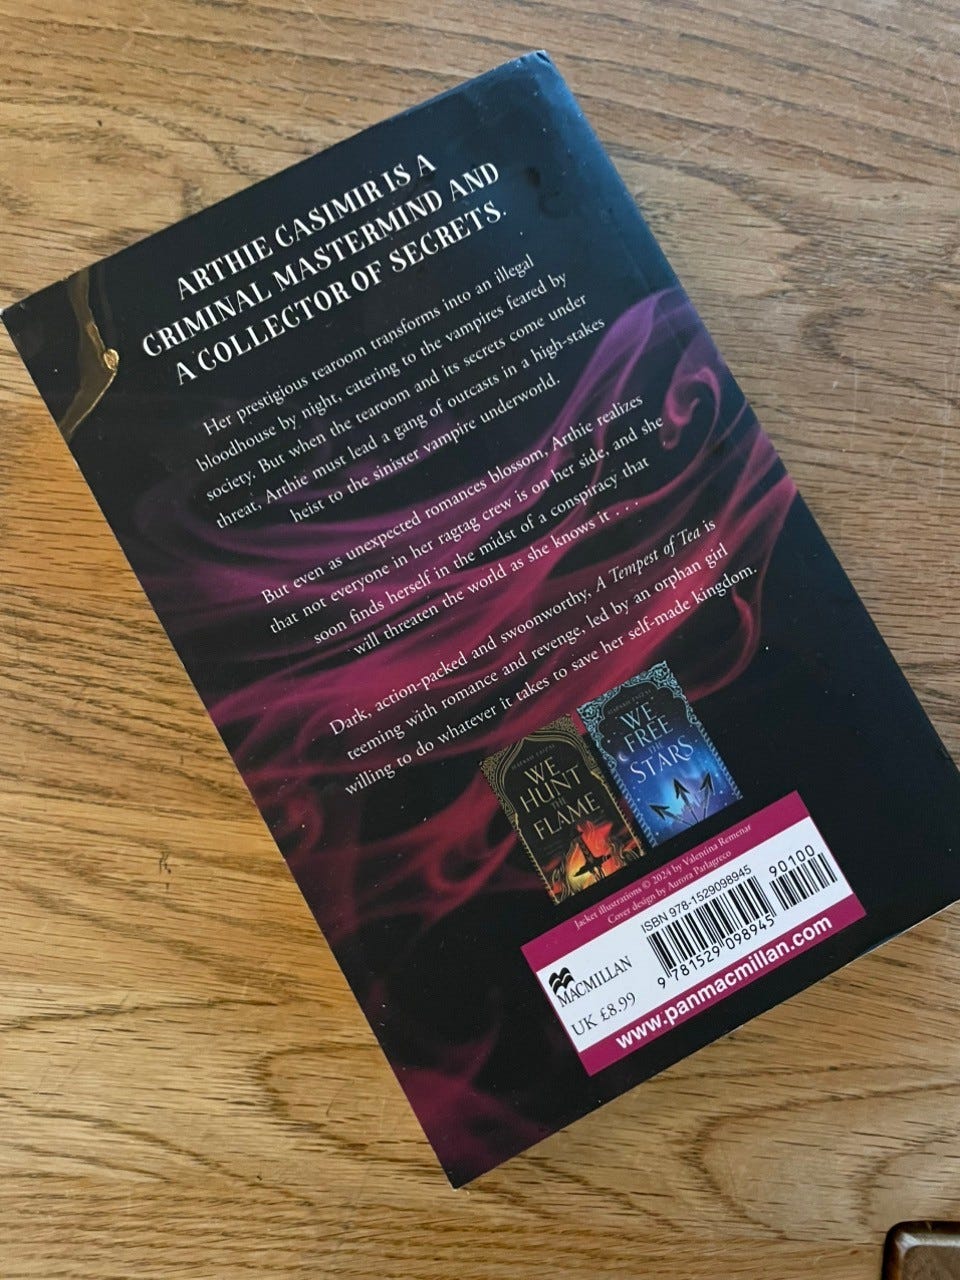 ARTHIE CASIMIR IS A
CRIMINAL MASTERMIND AND
A COLLECTOR OF SECRETS.
Her prestigious tearoom transforms into an illegal
bloodhouse by night, catering to the vampires feared by
society. But when the tearoom and its secrets come under
threat, Arthie must lead a gang of outcasts in a high-stakes
heist to the sinister vampire underworld.
But even as unexpected romances blossom, Arthie realizes
that not everyone in her ragtag crew is on her side, and she
soon finds herself in the midst of a conspiracy that
will threaten the world as she knows it . . .
Dark, action-packed and swoonworthy, A Tempest of Tea is
teeming with romance and revenge, led by an orphan girl
willing to do whatever it takes to save her self-made kingdom.
WE
HUNT
THE
FLAME
WE
FREE
THE
STARS
Jacket illustrations © 2024 by Valentina Remenar
Cover design by Aurora Parlagreco
ISBN 978-1529098945
90100
9 781529 098945
MACMILLAN
UK £8.99
www.panmacmillan.com